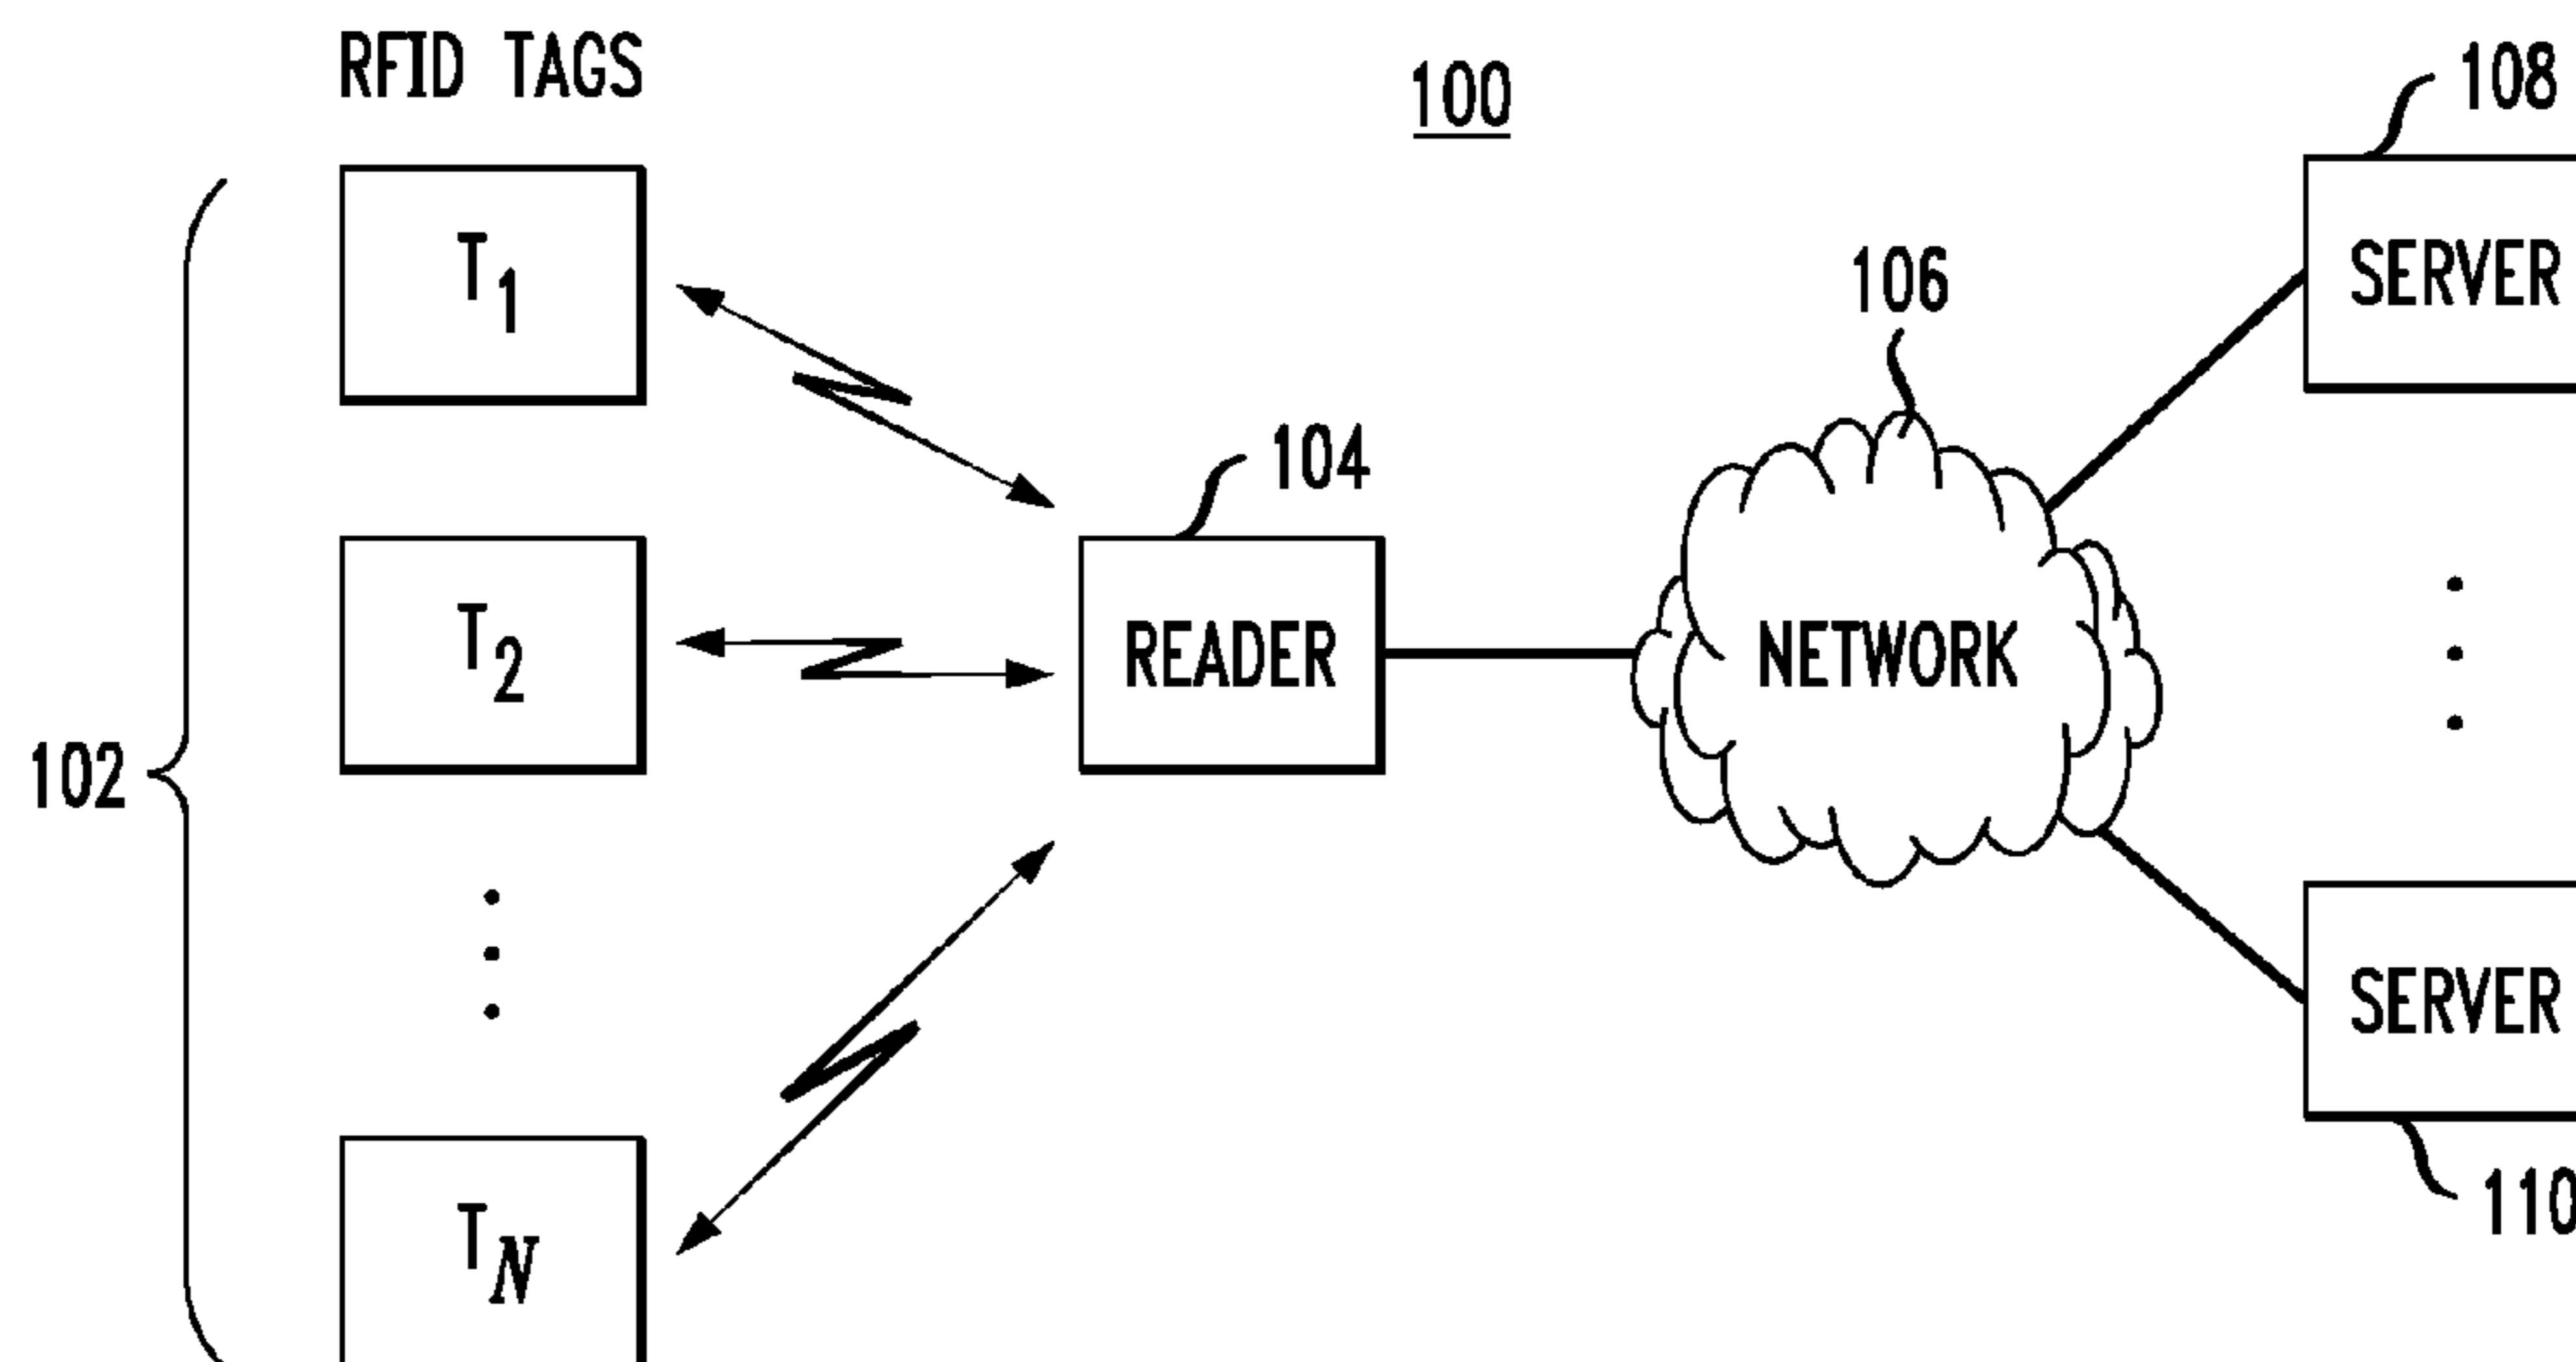 RFID TAGS
100
108
T1
SERVER
106
104
T2
READER
NETWORK
102
SERVER
TN
110